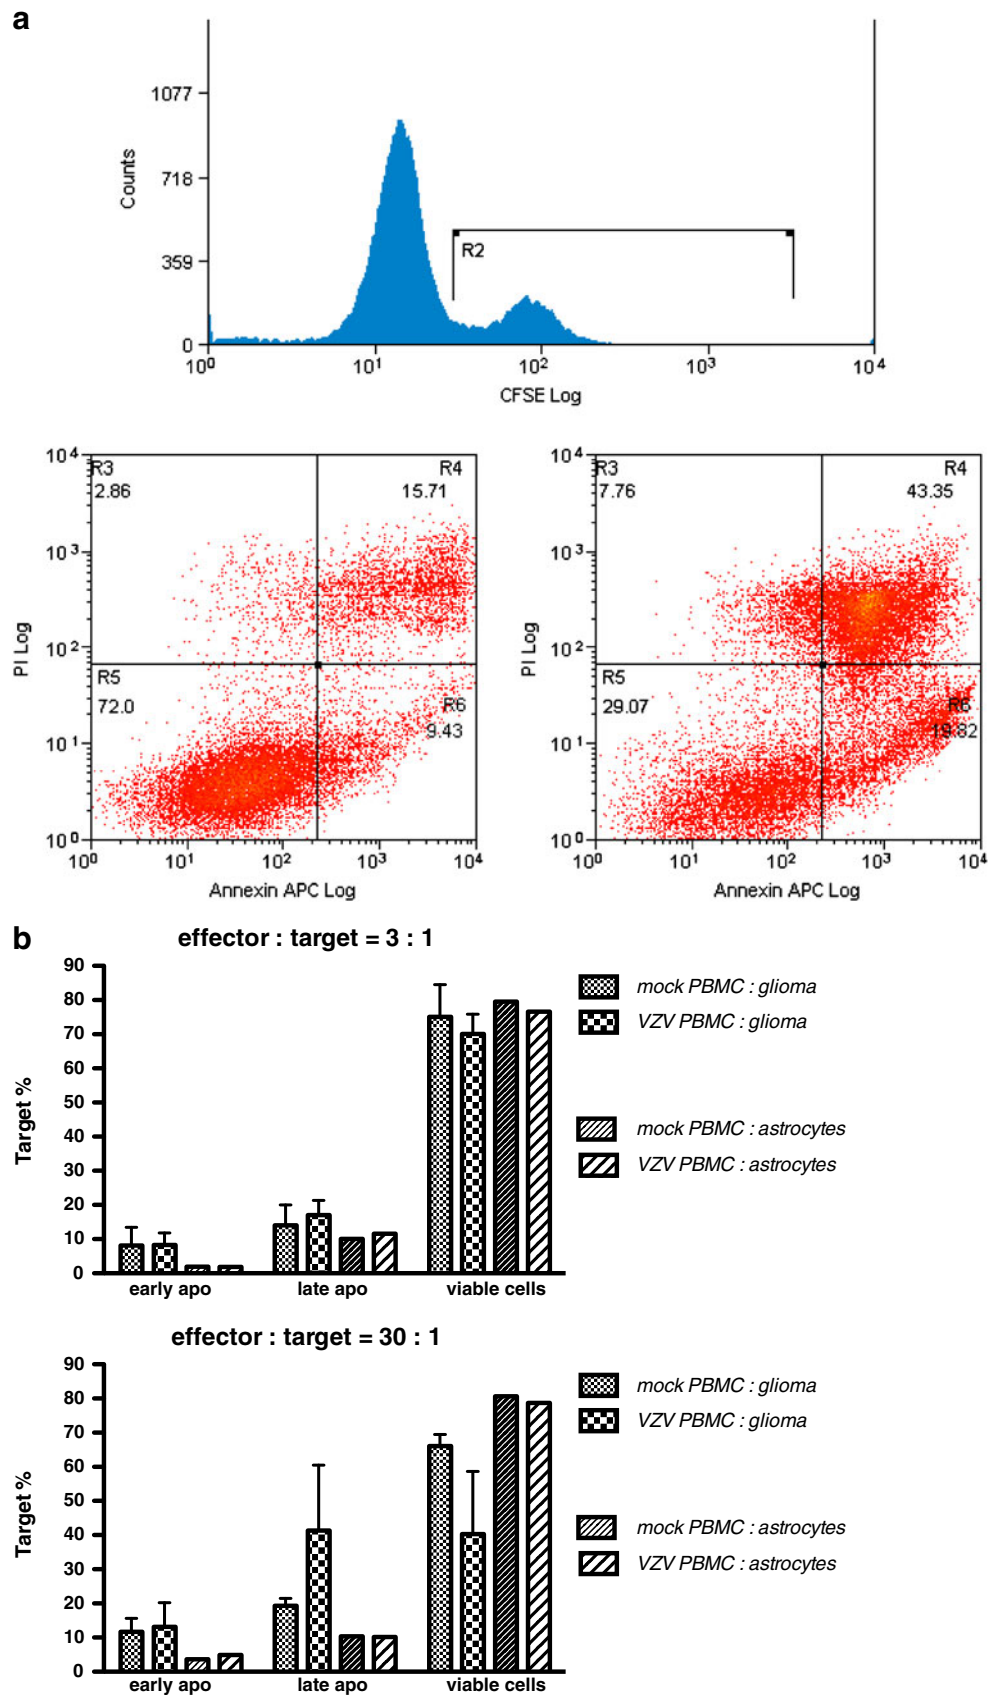 a
1077
718
359
0
Counts
R2
10^0 10^1 10^2 10^3 10^4
CFSE Log
10^4
10^3
10^2
10^1
10^0
PI Log
R3
2.86
R4
15.71
R5
72.0
R6
9.43
10^0 10^1 10^2 10^3 10^4
Annexin APC Log
10^4
10^3
10^2
10^1
10^0
PI Log
R3
7.76
R4
43.35
R5
29.07
R6
19.82
10^0 10^1 10^2 10^3 10^4
Annexin APC Log
b
effector : target = 3 : 1
90
80
70
60
50
40
30
20
10
0
Target %
early apo late apo viable cells
mock PBMC : glioma
VZV PBMC : glioma
mock PBMC : astrocytes
VZV PBMC : astrocytes
effector : target = 30 : 1
90
80
70
60
50
40
30
20
10
0
Target %
early apo late apo viable cells
mock PBMC : glioma
VZV PBMC : glioma
mock PBMC : astrocytes
VZV PBMC : astrocytes